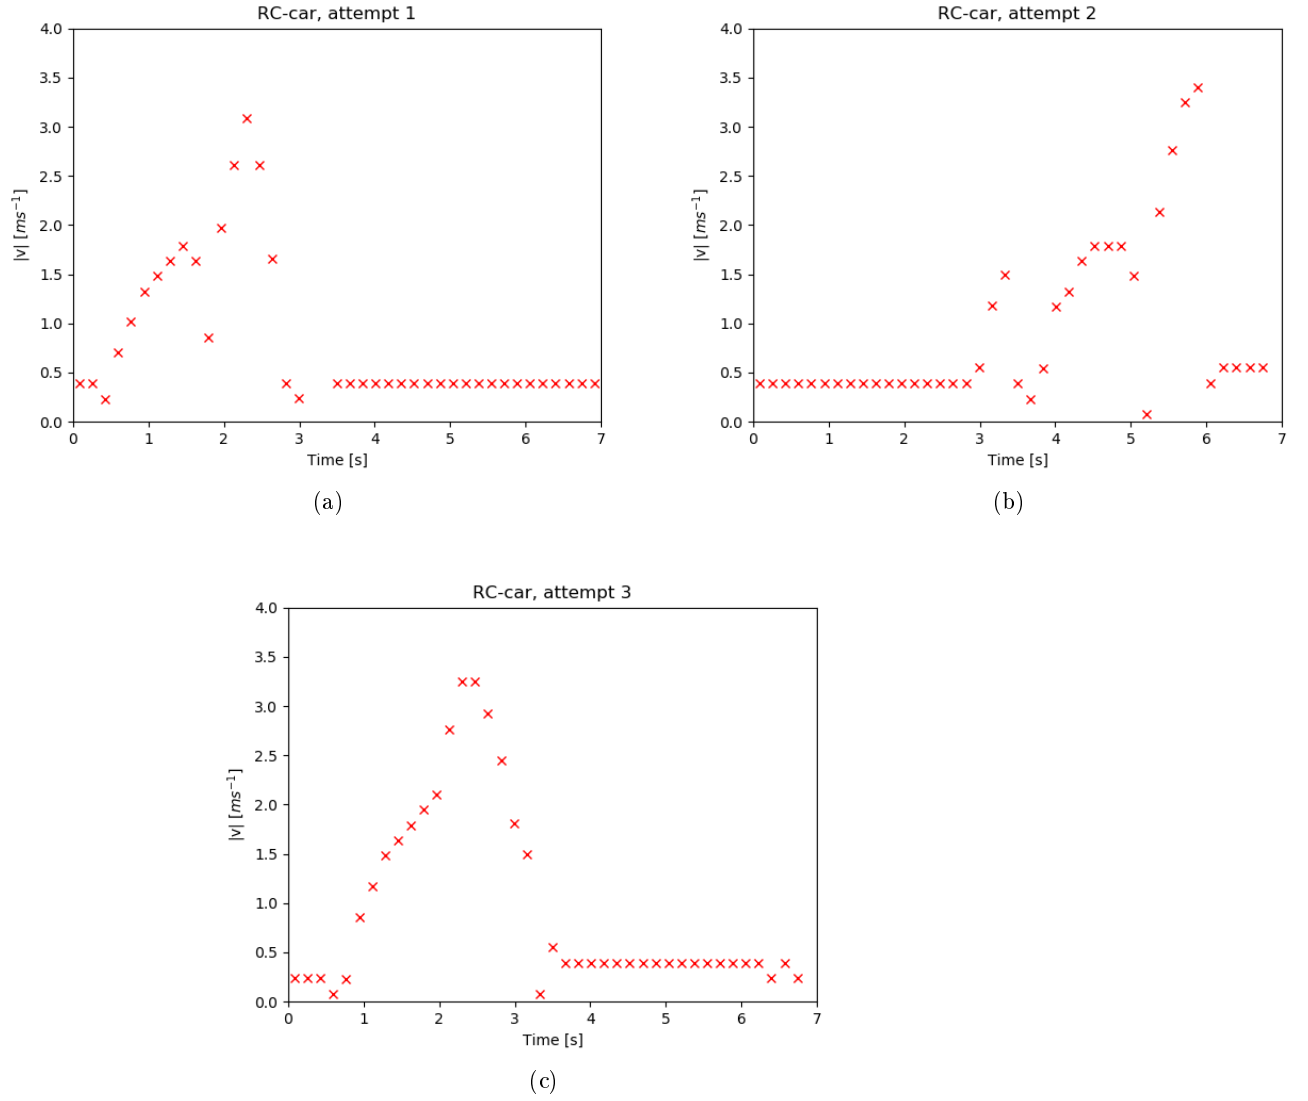 RC-car, attempt 1
4.0
3.5
3.0
2.5
2.0
1.5
1.0
0.5
0.0
|v| [ms⁻¹]
0 1 2 3 4 5 6 7
Time [s]
(a)
RC-car, attempt 2
4.0
3.5
3.0
2.5
2.0
1.5
1.0
0.5
0.0
|v| [ms⁻¹]
0 1 2 3 4 5 6 7
Time [s]
(b)
RC-car, attempt 3
4.0
3.5
3.0
2.5
2.0
1.5
1.0
0.5
0.0
|v| [ms⁻¹]
0 1 2 3 4 5 6 7
Time [s]
(c)